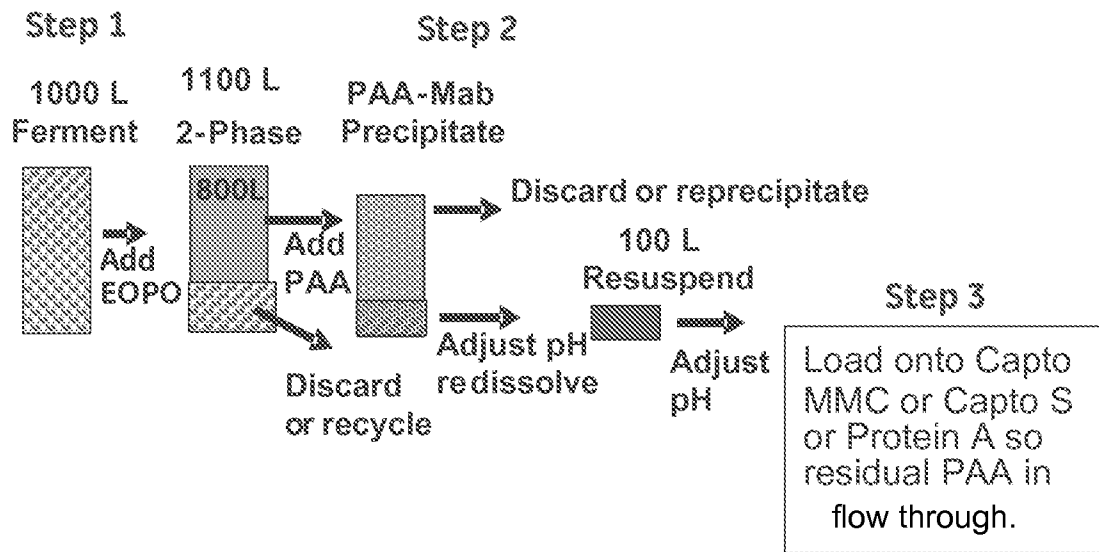 Step 1
Step 2
1000 L
Ferment
1100 L
2-Phase
PAA-Mab
Precipitate
800L
Add
EOPO
Add
PAA
Discard or reprecipitate
Discard
or recycle
Adjust pH
redissolve
100 L
Resuspend
Adjust
pH
Step 3
Load onto Capto
MMC or Capto S
or Protein A so
residual PAA in
flow through.